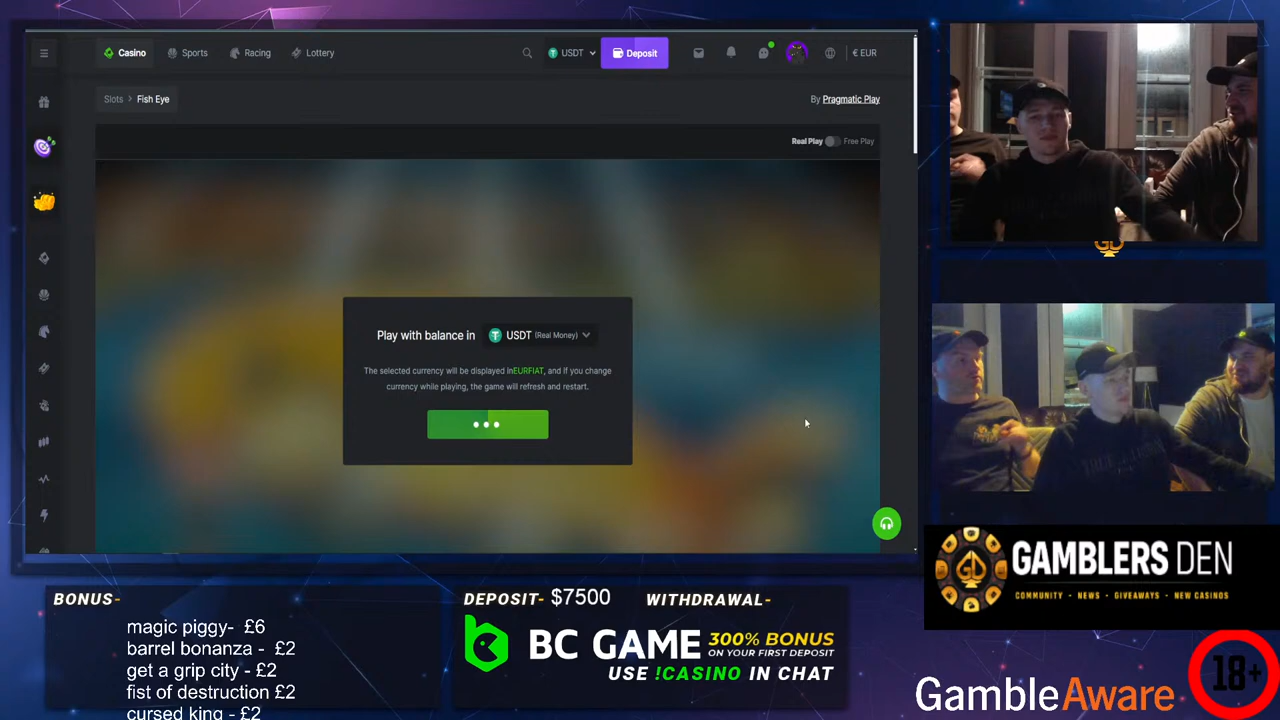 Casino
Sports
Racing
Lottery
USDT
Deposit
€ EUR
Slots > Fish Eye
By Pragmatic Play
Real Play
Free Play
Play with balance in USDT (Real Money)
The selected currency will be displayed inEURFIAT, and if you change
currency while playing, the game will refresh and restart.
GD
GAMBLERS DEN
COMMUNITY - NEWS - GIVEAWAYS - NEW CASINOS
BONUS-
magic piggy- £6
barrel bonanza - £2
get a grip city - £2
fist of destruction £2
cursed king - £2
DEPOSIT- $7500
WITHDRAWAL-
BC GAME
300% BONUS
ON YOUR FIRST DEPOSIT
USE !CASINO IN CHAT
GambleAware
18+